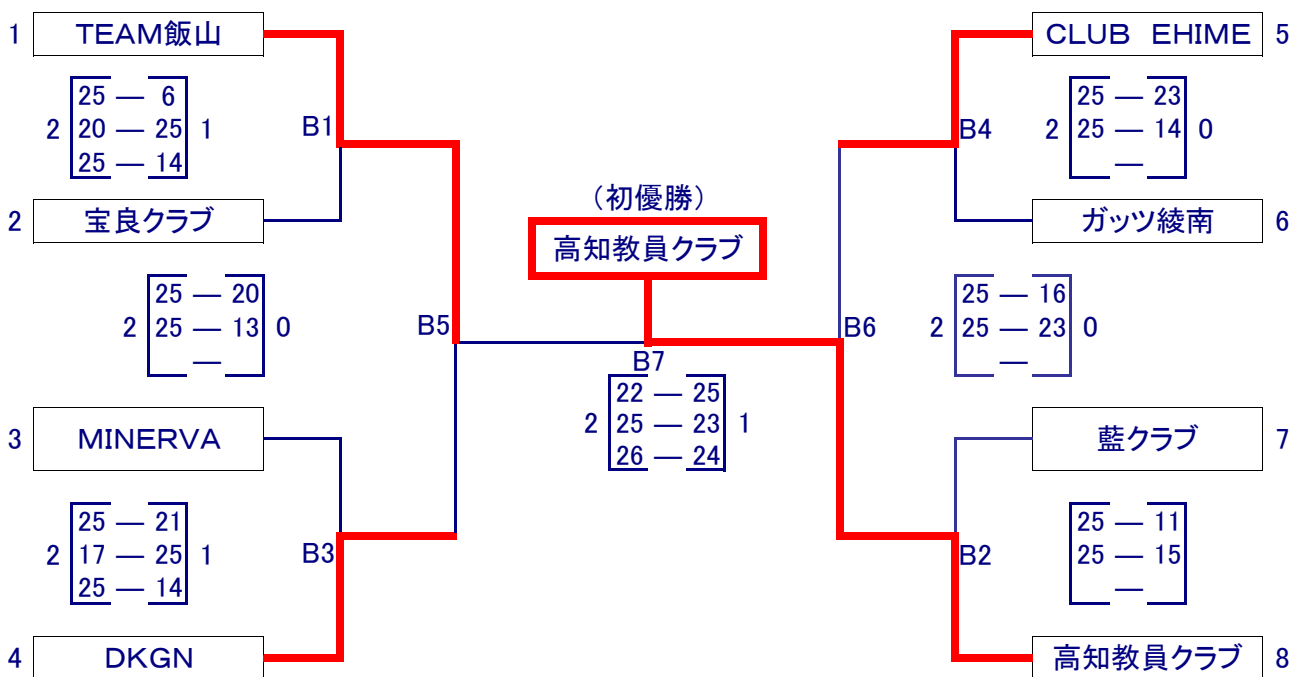 1 TEAM飯山
25 ― 6
2 20 ― 25 1
25 ― 14
B1
2 宝良クラブ
25 ― 20
2 25 ― 13 0
―
B5
3 MINERVA
25 ― 21
2 17 ― 25 1
25 ― 14
B3
4 DKGN
(初優勝)
高知教員クラブ
B7
22 ― 25
2 25 ― 23 1
26 ― 24
CLUB EHIME 5
25 ― 23
2 25 ― 14 0
―
B4
ガッツ綾南 6
25 ― 16
2 25 ― 23 0
―
B6
藍クラブ 7
25 ― 11
25 ― 15
―
B2
高知教員クラブ 8